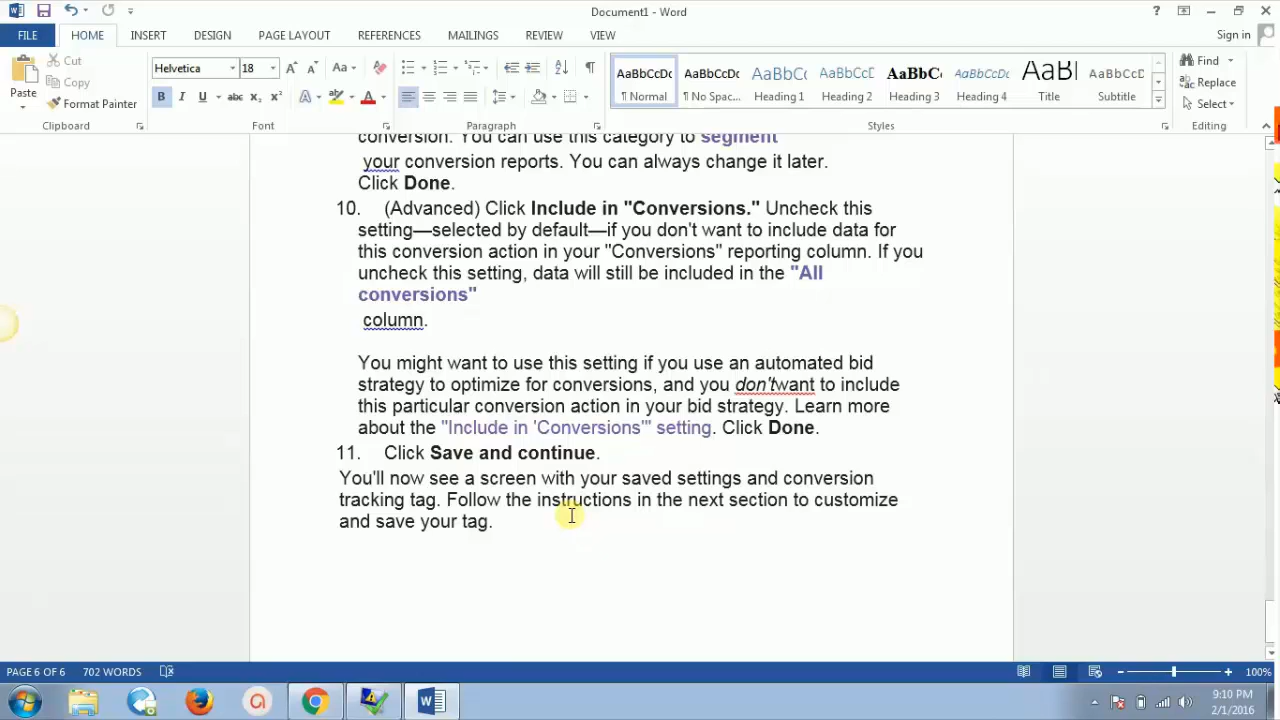 Document1 - Word
? 
FILE HOME INSERT DESIGN PAGE LAYOUT REFERENCES MAILINGS REVIEW VIEW Sign in
Paste
Cut
Copy
Format Painter
Clipboard
Helvetica 18
Font
Paragraph
AaBbCcDc AaBbCcDc AaBbCc AaBbCcD AaBbC AaBbCcDc AaBl AaBbCcD
¶ Normal ¶ No Spac... Heading 1 Heading 2 Heading 3 Heading 4 Title Subtitle
Styles
Find
Replace
Select
Editing
conversion. You can use this category to segment
your conversion reports. You can always change it later.
Click Done.
10. (Advanced) Click Include in "Conversions." Uncheck this
setting—selected by default—if you don't want to include data for
this conversion action in your "Conversions" reporting column. If you
uncheck this setting, data will still be included in the "All
conversions"
column.
You might want to use this setting if you use an automated bid
strategy to optimize for conversions, and you don'twant to include
this particular conversion action in your bid strategy. Learn more
about the "Include in 'Conversions'" setting. Click Done.
11. Click Save and continue.
You'll now see a screen with your saved settings and conversion
tracking tag. Follow the instructions in the next section to customize
and save your tag.
PAGE 6 OF 6 702 WORDS 100%
9:10 PM
2/1/2016